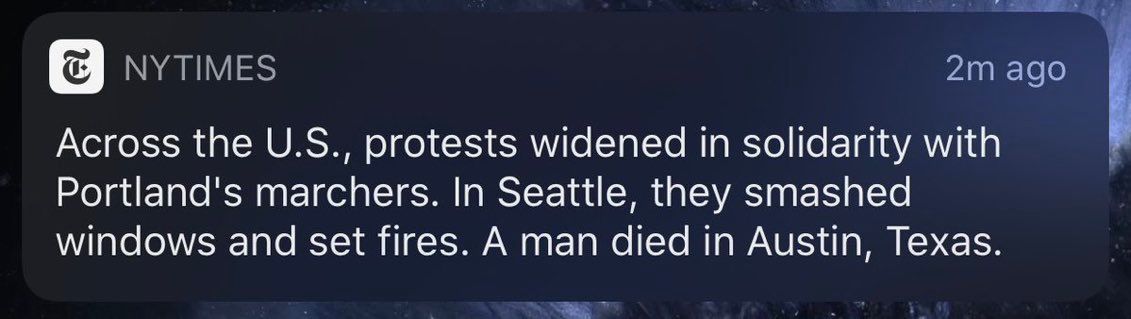 NYTIMES 2m ago
Across the U.S., protests widened in solidarity with
Portland's marchers. In Seattle, they smashed
windows and set fires. A man died in Austin, Texas.